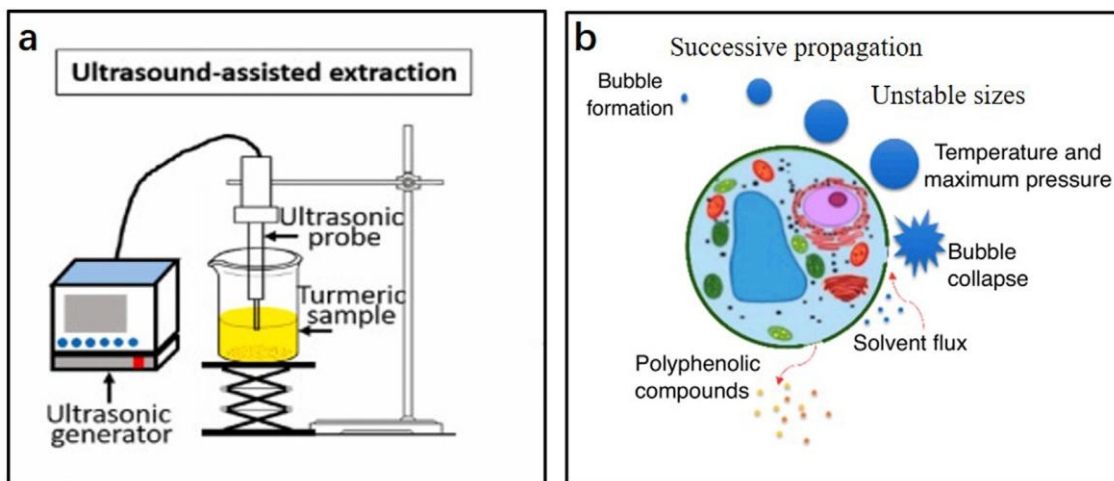 a
Ultrasound-assisted extraction
Ultrasonic
probe
Turmeric
sample
Ultrasonic
generator
b
Successive propagation
Bubble
formation
Unstable sizes
Temperature and
maximum pressure
Bubble
collapse
Solvent flux
Polyphenolic
compounds